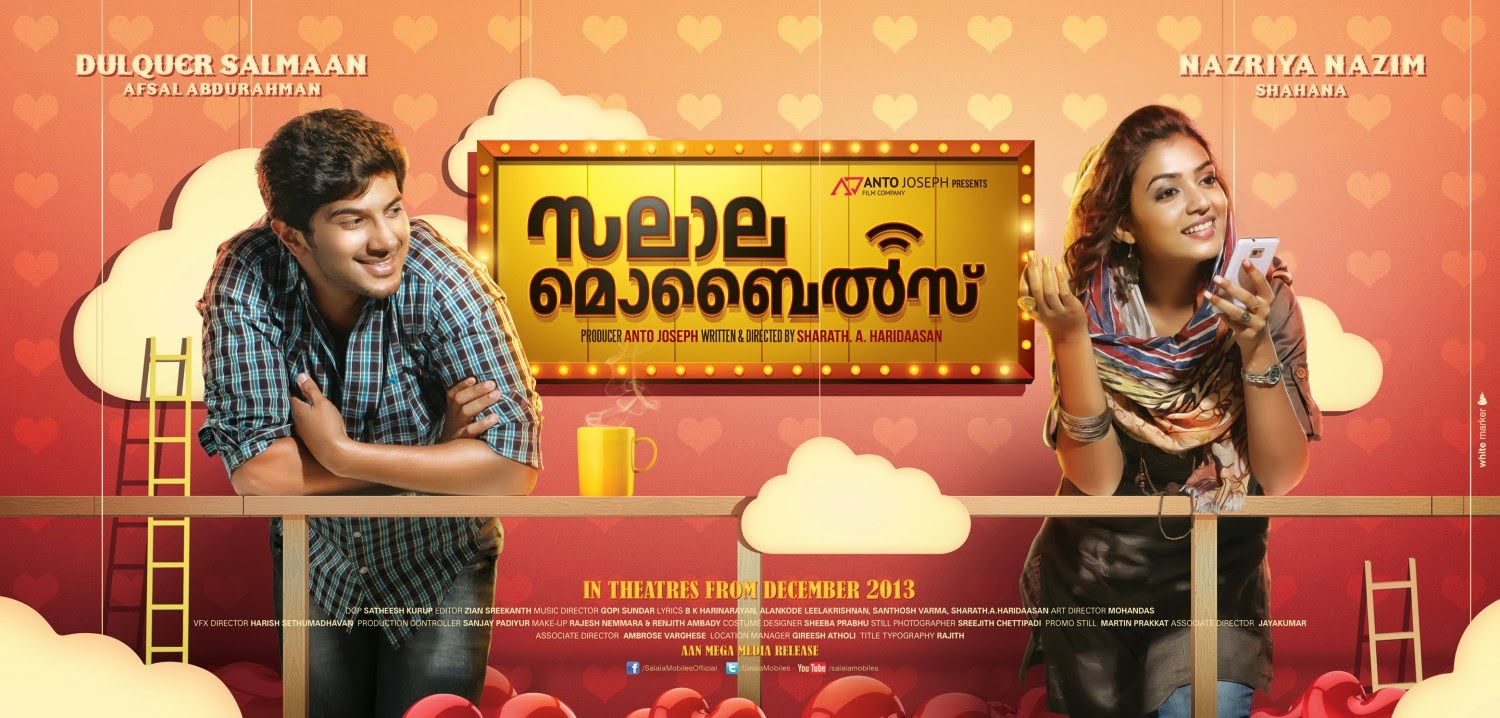 DULQUER SALMAAN
AFSAL ABDURAHMAN
NAZRIYA NAZIM
SHAHANA
ANTO JOSEPH PRESENTS
FILM COMPANY
സലാല
മൊബൈൽസ്
PRODUCER ANTO JOSEPH WRITTEN & DIRECTED BY SHARATH. A. HARIDAASAN
white marker
IN THEATRES FROM DECEMBER 2013
DOP SATHEESH KURUP EDITOR ZIAN SREEKANTH MUSIC DIRECTOR GOPI SUNDAR LYRICS B K HARINARAYAN, ALANKODE LEELAKRISHNAN, SANTHOSH VARMA, SHARATH.A.HARIDAASAN ART DIRECTOR MOHANDAS
VFX DIRECTOR HARISH SETHUMADHAVAN PRODUCTION CONTROLLER SANJAY PADIYUR MAKE-UP RAJESH NEMMARA & RENJITH AMBADY COSTUME DESIGNER SHEEBA PRABHU STILL PHOTOGRAPHER SREEJITH CHETTIPADI PROMO STILL MARTIN PRAKKAT ASSOCIATE DIRECTOR JAYAKUMAR
ASSOCIATE DIRECTOR AMBROSE VARGHESE LOCATION MANAGER GIREESH ATHOLI TITLE TYPOGRAPHY RAJITH
AAN MEGA MEDIA RELEASE
f /SalalaMobilesOfficial /SalalaMobiles You Tube /salalamobiles